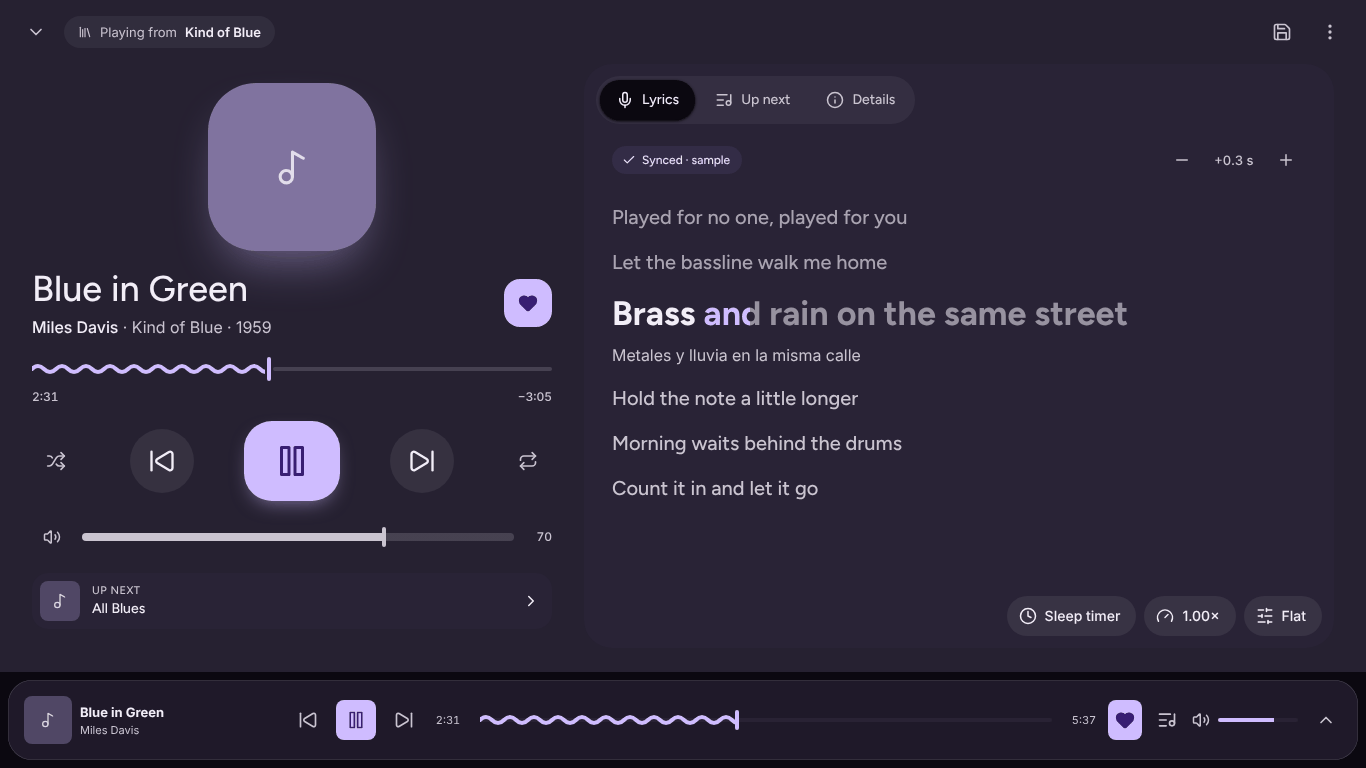 Playing from Kind of Blue
Blue in Green
Miles Davis · Kind of Blue · 1959
2:31
−3:05
70
UP NEXT
All Blues
Lyrics
Up next
Details
Synced · sample
+0.3 s
Played for no one, played for you
Let the bassline walk me home
Brass and rain on the same street
Metales y lluvia en la misma calle
Hold the note a little longer
Morning waits behind the drums
Count it in and let it go
Sleep timer
1.00×
Flat
Blue in Green
Miles Davis
2:31
5:37